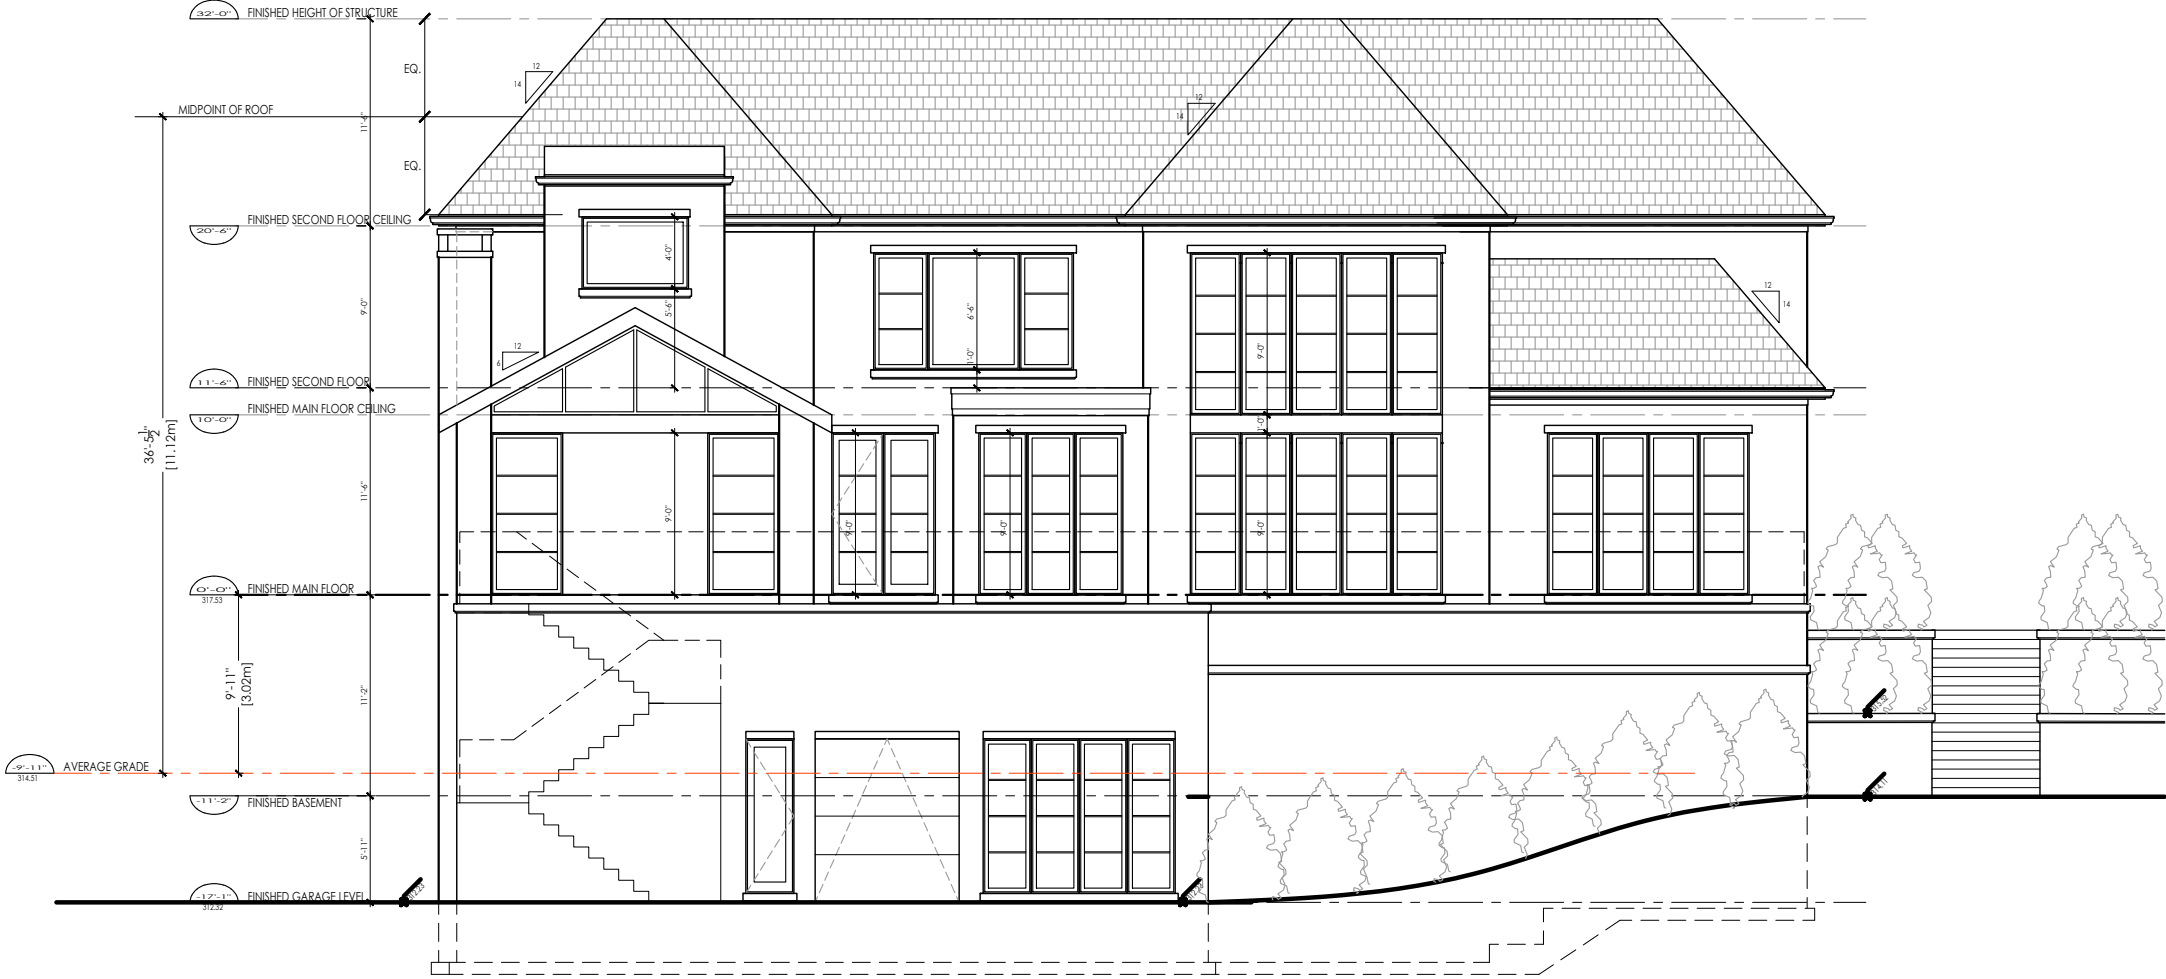 32'-0"
FINISHED HEIGHT OF STRUCTURE
EQ.
12
14
12
14
MIDPOINT OF ROOF
11'-6"
EQ.
FINISHED SECOND FLOOR CEILING
20'-6"
4'-0"
9'-0"
5'-6"
6'-6"
12
14
12
6
9'-0"
1'-0"
11'-6"
FINISHED SECOND FLOOR
FINISHED MAIN FLOOR CEILING
10'-0"
1'-0"
36'-5 1/2"
[11.12m]
11'-6"
9'-0"
9'-0"
9'-0"
9'-0"
0'-0"
FINISHED MAIN FLOOR
317.53
9'-11"
[3.02m]
11'-2"
-9'-11"
AVERAGE GRADE
314.51
-11'-2"
FINISHED BASEMENT
5'-11"
-17'-1"
FINISHED GARAGE LEVEL
312.32